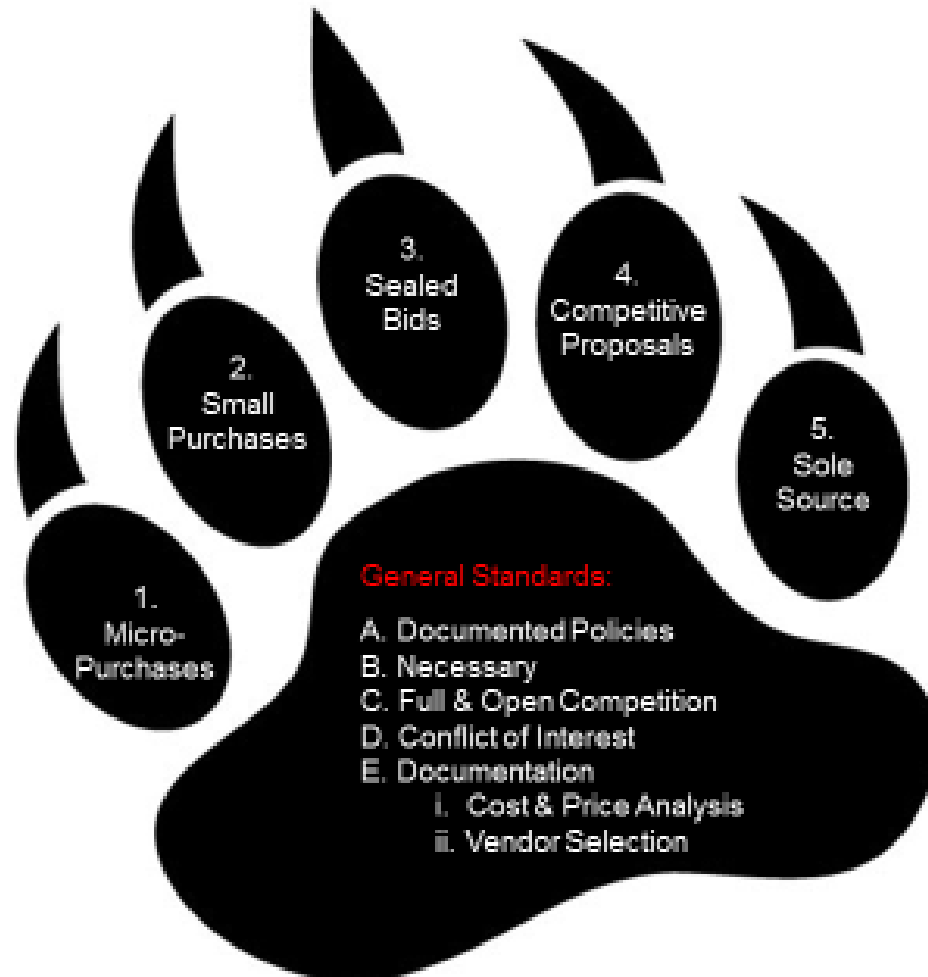 1.
Micro-
Purchases
2.
Small
Purchases
3.
Sealed
Bids
4.
Competitive
Proposals
5.
Sole
Source
General Standards:
A. Documented Policies
B. Necessary
C. Full & Open Competition
D. Conflict of Interest
E. Documentation
i. Cost & Price Analysis
ii. Vendor Selection